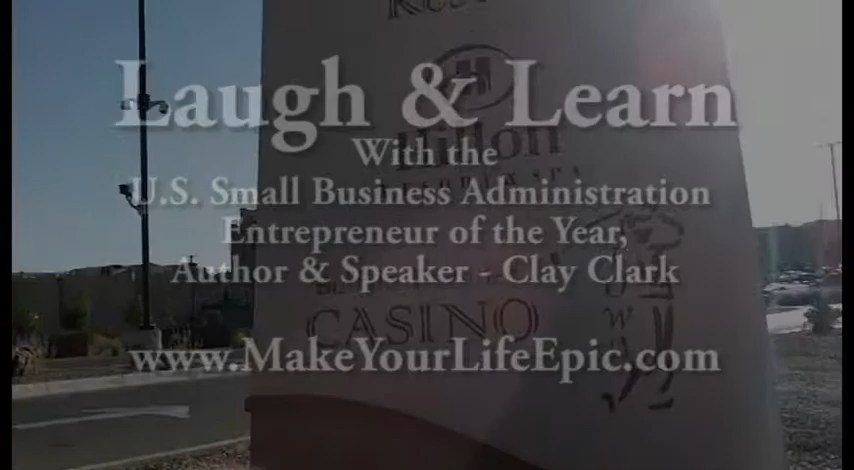 Laugh & Learn
Hilton
With the
U.S. Small Business Administration
Entrepreneur of the Year,
Author & Speaker - Clay Clark
CASINO
www.MakeYourLifeEpic.com